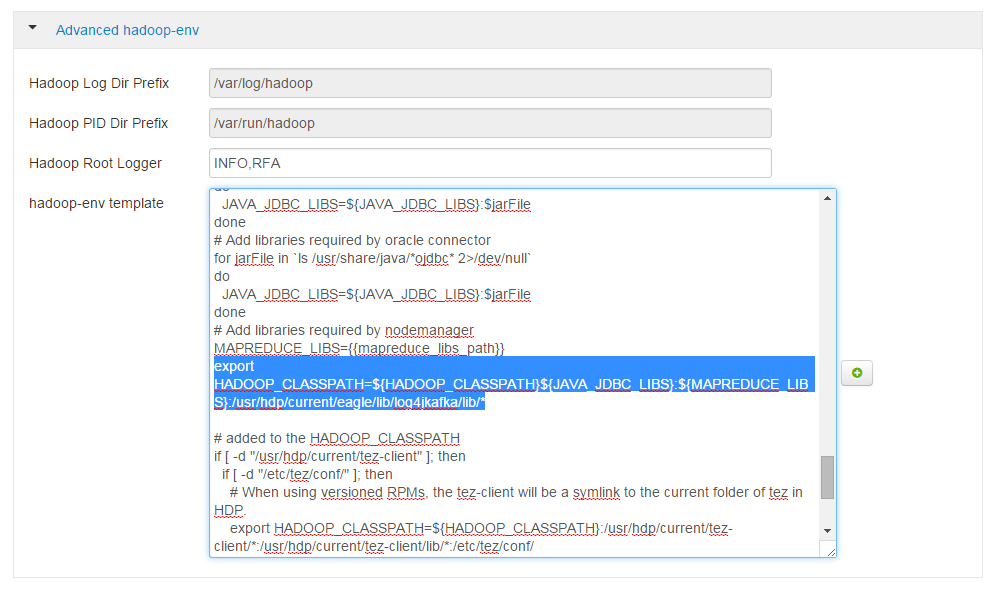 Advanced hadoop-env
Hadoop Log Dir Prefix
/var/log/hadoop
Hadoop PID Dir Prefix
/var/run/hadoop
Hadoop Root Logger
INFO,RFA
hadoop-env template
do
JAVA_JDBC_LIBS=${JAVA_JDBC_LIBS}:$jarFile
done
# Add libraries required by oracle connector
for jarFile in `ls /usr/share/java/*ojdbc* 2>/dev/null`
do
JAVA_JDBC_LIBS=${JAVA_JDBC_LIBS}:$jarFile
done
# Add libraries required by nodemanager
MAPREDUCE_LIBS={{mapreduce_libs_path}}
export
HADOOP_CLASSPATH=${HADOOP_CLASSPATH}${JAVA_JDBC_LIBS}:${MAPREDUCE_LIB
S}:/usr/hdp/current/eagle/lib/log4jkafka/lib/*
# added to the HADOOP_CLASSPATH
if [ -d "/usr/hdp/current/tez-client" ]; then
if [ -d "/etc/tez/conf/" ]; then
# When using versioned RPMs, the tez-client will be a symlink to the current folder of tez in
HDP.
export HADOOP_CLASSPATH=${HADOOP_CLASSPATH}:/usr/hdp/current/tez-
client/*:/usr/hdp/current/tez-client/lib/*:/etc/tez/conf/